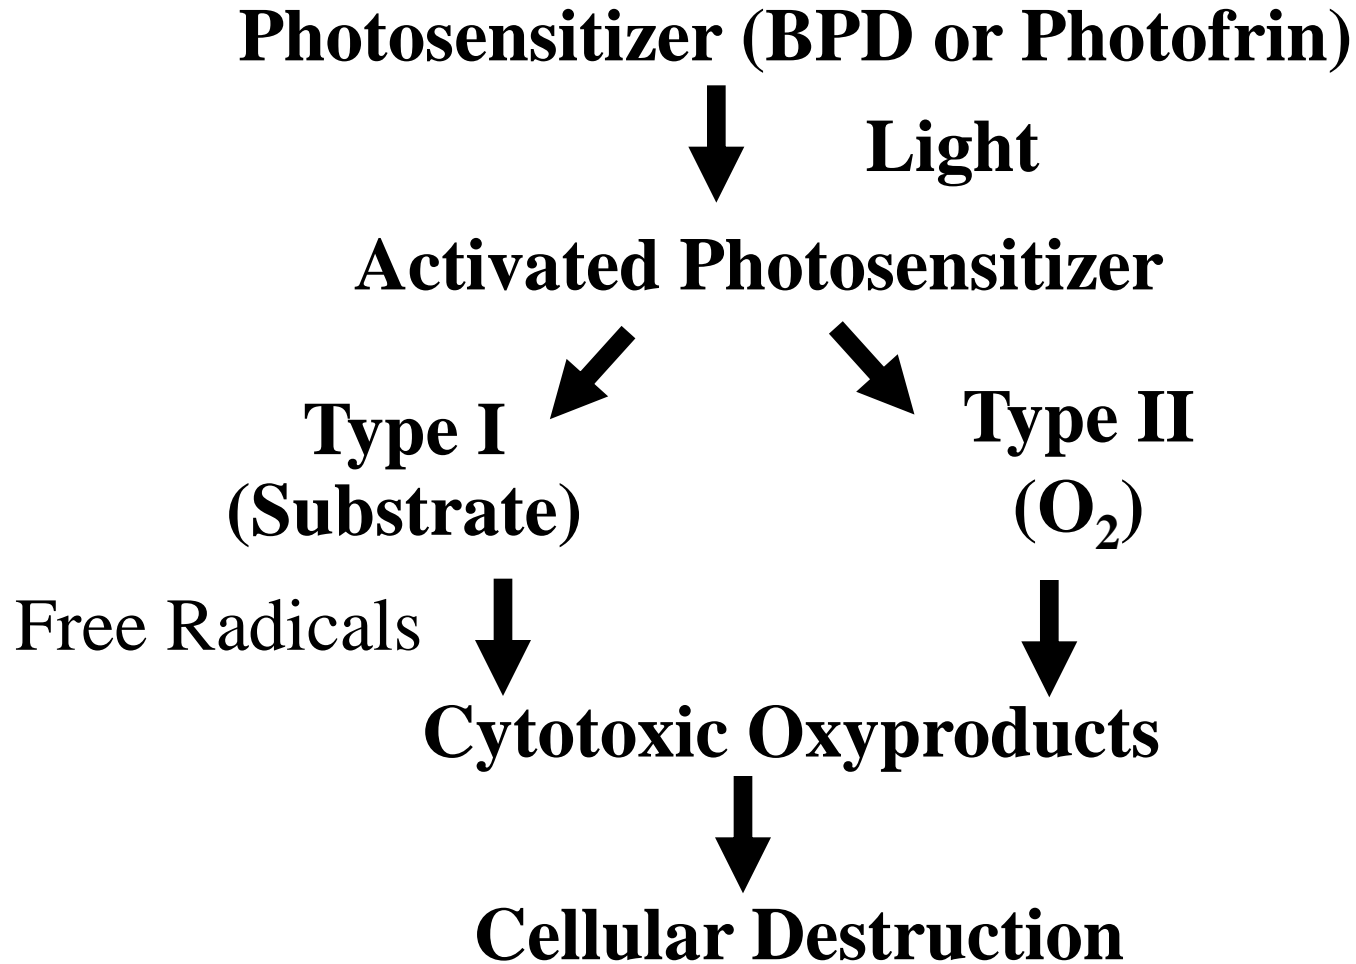 Photosensitizer (BPD or Photofrin)
Light
Activated Photosensitizer
Type I
(Substrate)
Type II
(O₂)
Free Radicals
Cytotoxic Oxyproducts
Cellular Destruction